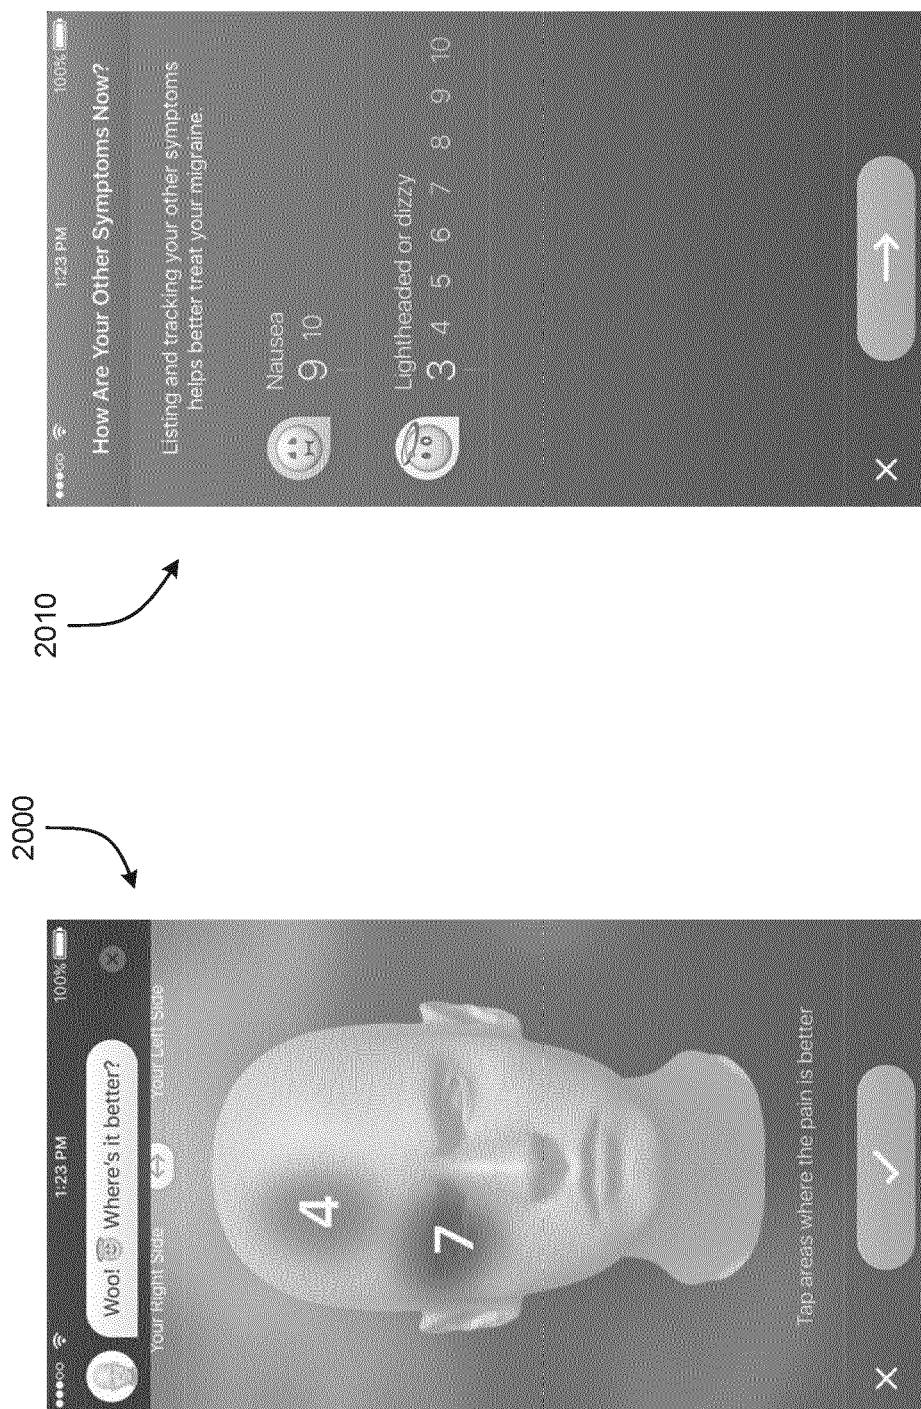 2000
1:23 PM
100%
Woo! Where's it better?
Your Right Side
Your Left Side
4
7
Tap areas where the pain is better
2010
1:23 PM
100%
How Are Your Other Symptoms Now?
Listing and tracking your other symptoms
helps better treat your migraine.
Nausea
9 10
Lightheaded or dizzy
3 4 5 6 7 8 9 10